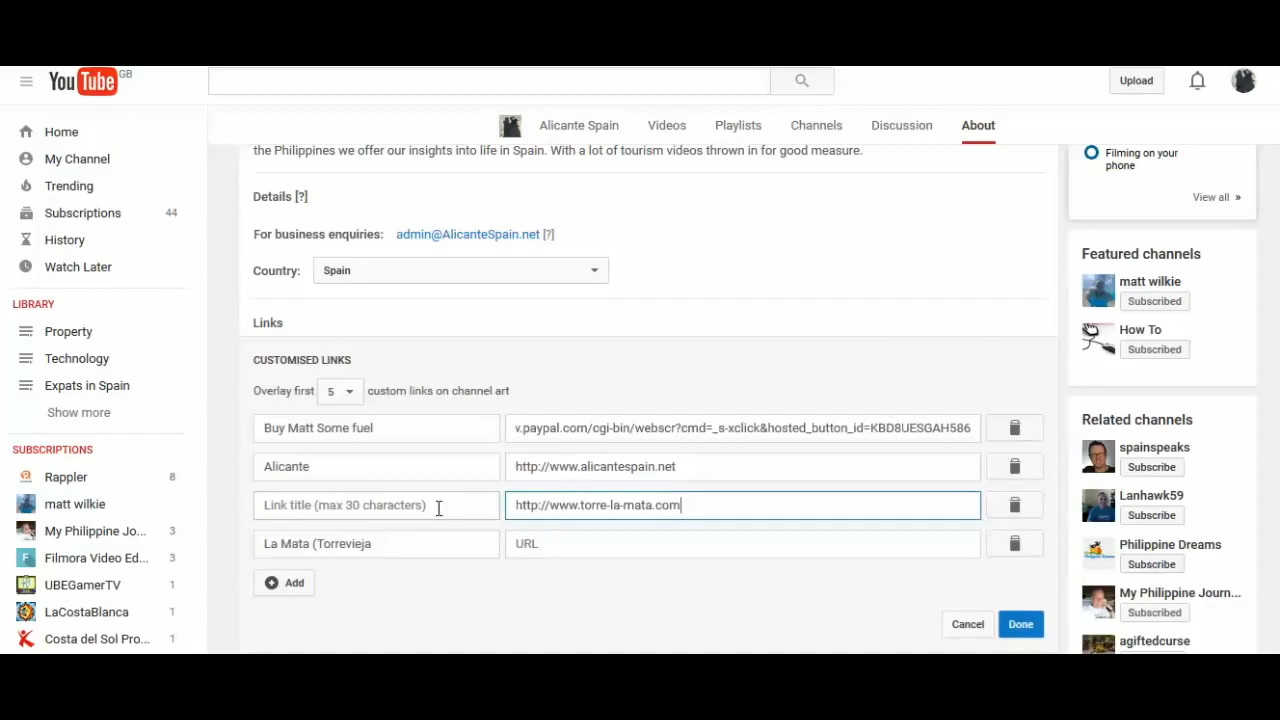 YouTube GB
Upload
Home
My Channel
Trending
Subscriptions 44
History
Watch Later
LIBRARY
Property
Technology
Expats in Spain
Show more
SUBSCRIPTIONS
Rappler 8
matt wilkie
My Philippine Jo... 3
Filmora Video Ed... 3
UBEGamerTV 1
LaCostaBlanca 1
Costa del Sol Pro... 1
Alicante Spain Videos Playlists Channels Discussion About
the Philippines we offer our insights into life in Spain. With a lot of tourism videos thrown in for good measure.
Details [?]
For business enquiries: admin@AlicanteSpain.net [?]
Country: Spain
Links
CUSTOMISED LINKS
Overlay first 5 custom links on channel art
Buy Matt Some fuel v.paypal.com/cgi-bin/webscr?cmd=_s-xclick&hosted_button_id=KBD8UESGAH586
Alicante http://www.alicantespain.net
Link title (max 30 characters) http://www.torre-la-mata.com
La Mata (Torrevieja URL
Add
Cancel Done
Filming on your
phone
View all »
Featured channels
matt wilkie
Subscribed
How To
Subscribed
Related channels
spainspeaks
Subscribe
Lanhawk59
Subscribe
Philippine Dreams
Subscribe
My Philippine Journ...
Subscribed
agiftedcurse